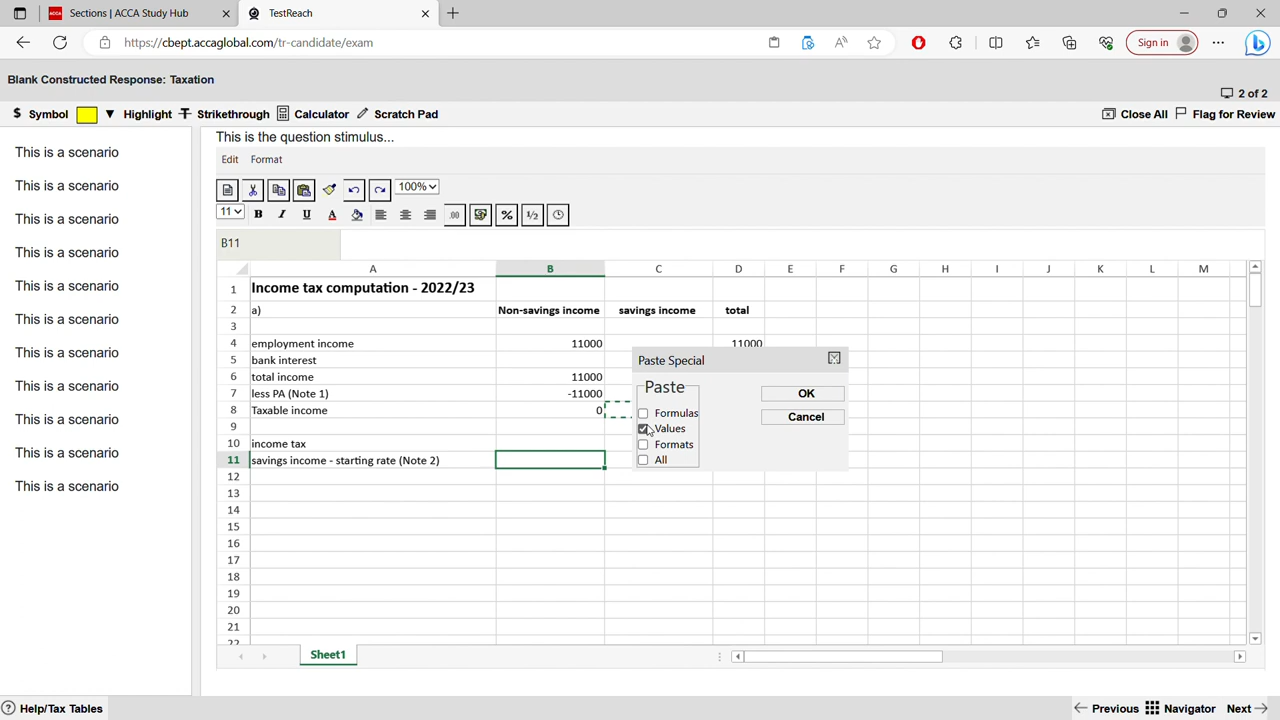 Sections | ACCA Study Hub
TestReach
https://cbept.accaglobal.com/tr-candidate/exam
Sign in
Blank Constructed Response: Taxation
2 of 2
$ Symbol Highlight Strikethrough Calculator Scratch Pad
Close All Flag for Review
This is a scenario
This is a scenario
This is a scenario
This is a scenario
This is a scenario
This is a scenario
This is a scenario
This is a scenario
This is a scenario
This is a scenario
This is a scenario
This is the question stimulus...
Edit Format
100%
11 B I U A .00 % 1/2
B11
A B C D E F G H I J K L M
1 Income tax computation - 2022/23
2 a) Non-savings income savings income total
3
4 employment income 11000 11000
5 bank interest
6 total income 11000
7 less PA (Note 1) -11000
8 Taxable income 0
9
10 income tax
11 savings income - starting rate (Note 2)
12
13
14
15
16
17
18
19
20
21
22
Paste Special
Paste
Formulas
Values
Formats
All
OK
Cancel
Sheet1
Help/Tax Tables
Previous Navigator Next